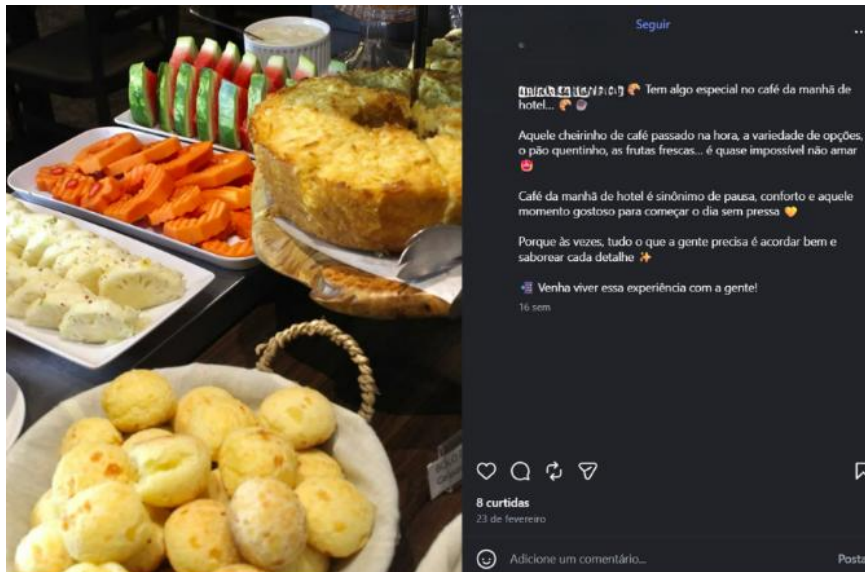 Seguir
🥐 Tem algo especial no café da manhã de
hotel... 🥐 ☕
Aquele cheirinho de café passado na hora, a variedade de opções,
o pão quentinho, as frutas frescas... é quase impossível não amar
Café da manhã de hotel é sinônimo de pausa, conforto e aquele
momento gostoso para começar o dia sem pressa 💛
Porque às vezes, tudo o que a gente precisa é acordar bem e
saborear cada detalhe ✨
Venha viver essa experiência com a gente!
16 sem
8 curtidas
23 de fevereiro
Adicione um comentário...
Posta